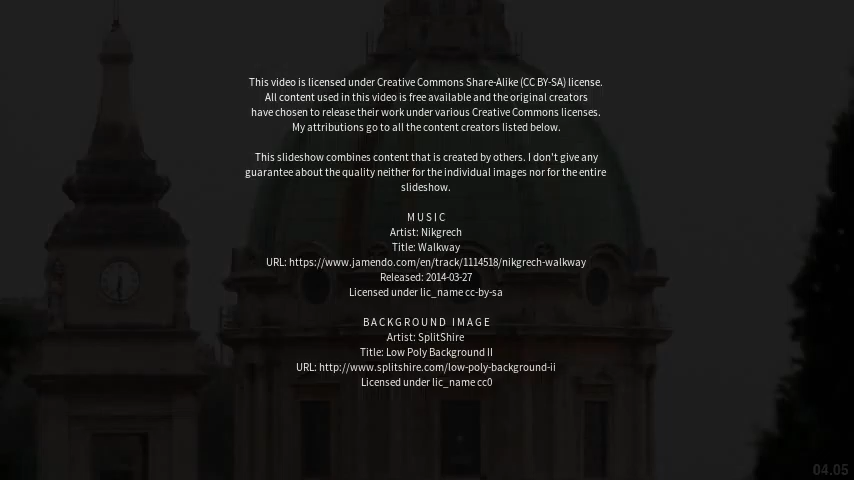 This video is licensed under Creative Commons Share-Alike (CC BY-SA) license.
All content used in this video is free available and the original creators
have chosen to release their work under various Creative Commons licenses.
My attributions go to all the content creators listed below.
This slideshow combines content that is created by others. I don't give any
guarantee about the quality neither for the individual images nor for the entire
slideshow.
MUSIC
Artist: Nikgrech
Title: Walkway
URL: https://www.jamendo.com/en/track/1114518/nikgrech-walkway
Released: 2014-03-27
Licensed under lic_name cc-by-sa
BACKGROUND IMAGE
Artist: SplitShire
Title: Low Poly Background II
URL: http://www.splitshire.com/low-poly-background-ii
Licensed under lic_name cc0
04.05